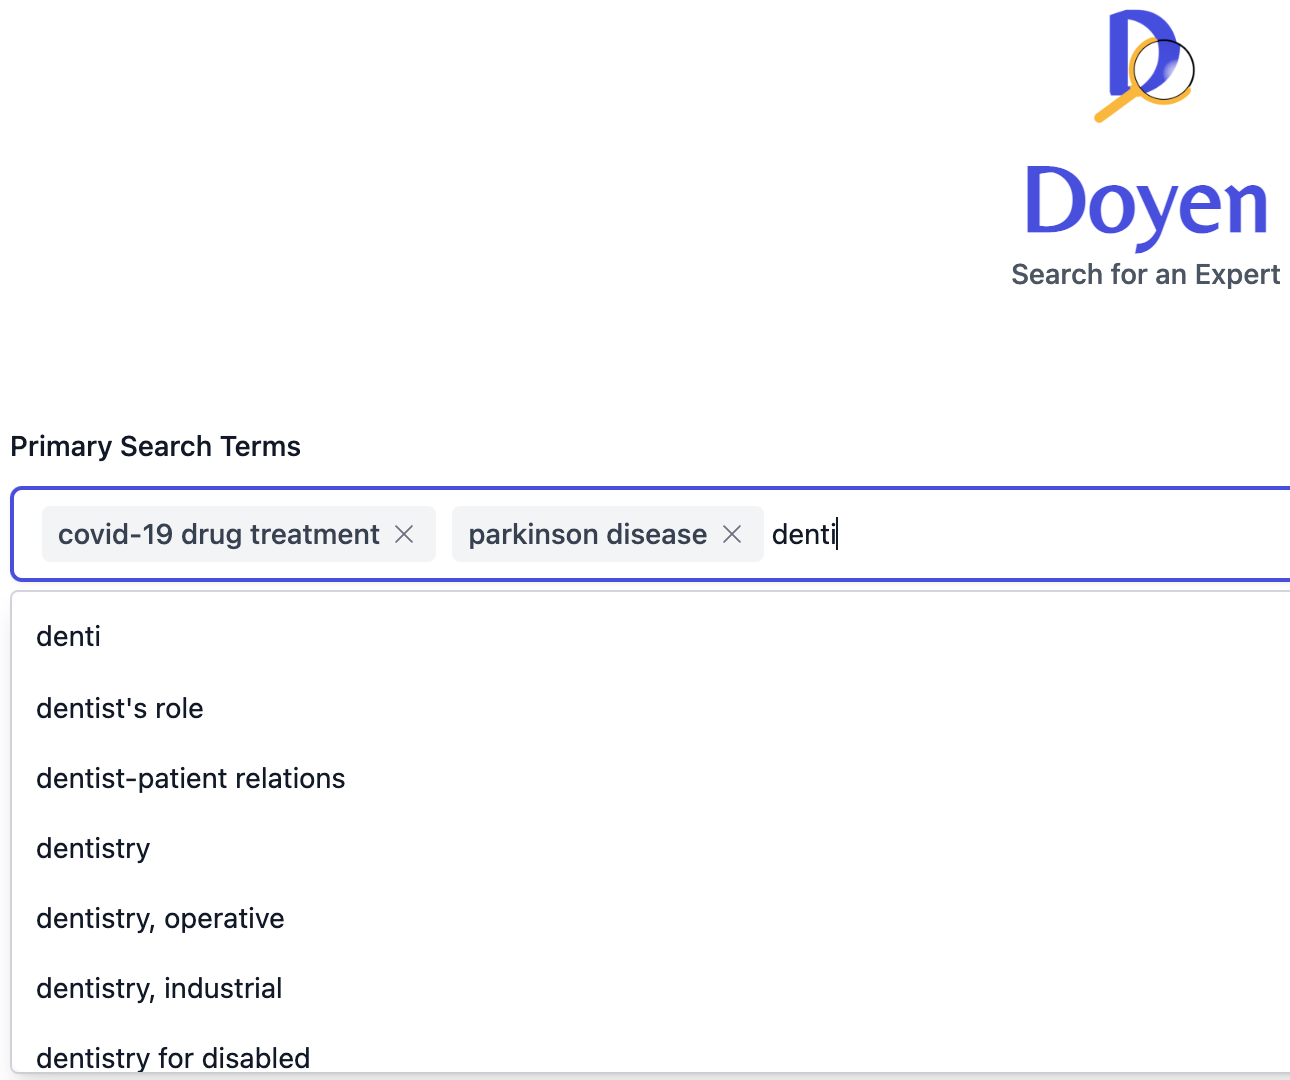 D
Doyen
Search for an Expert
Primary Search Terms
covid-19 drug treatment parkinson disease denti
denti
dentist's role
dentist-patient relations
dentistry
dentistry, operative
dentistry, industrial
dentistry for disabled